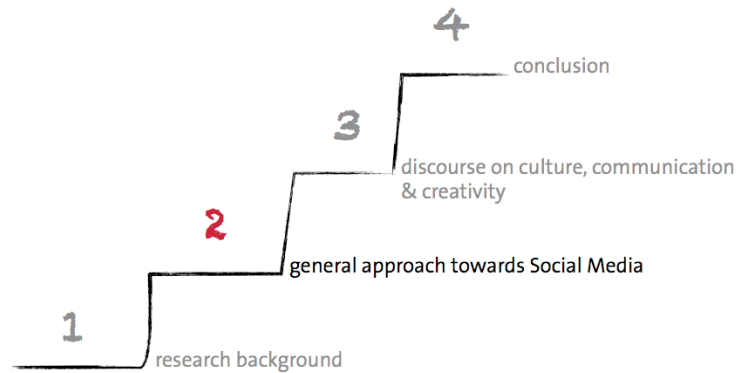 4
conclusion
3
discourse on culture, communication
& creativity
2
general approach towards Social Media
1
research background